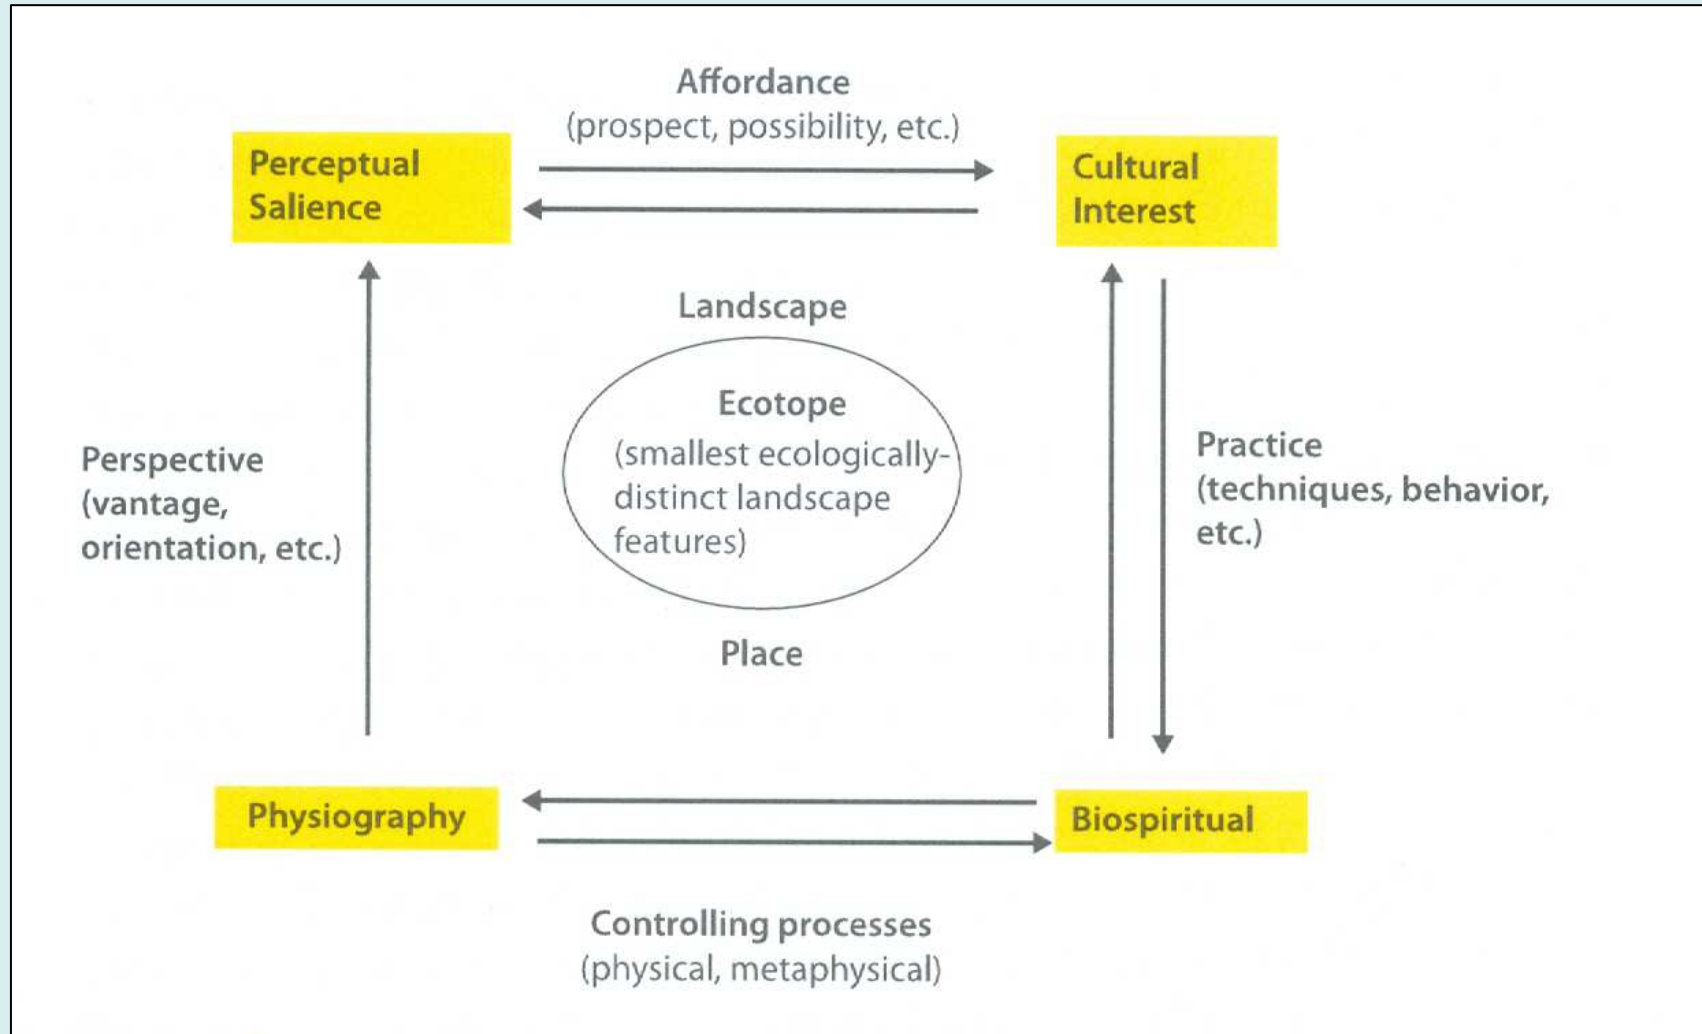 Affordance
(prospect, possibility, etc.)
Perceptual
Salience
Cultural
Interest
Landscape
Ecotope
(smallest ecologically-
distinct landscape
features)
Perspective
(vantage,
orientation, etc.)
Practice
(techniques, behavior,
etc.)
Place
Physiography
Biospiritual
Controlling processes
(physical, metaphysical)